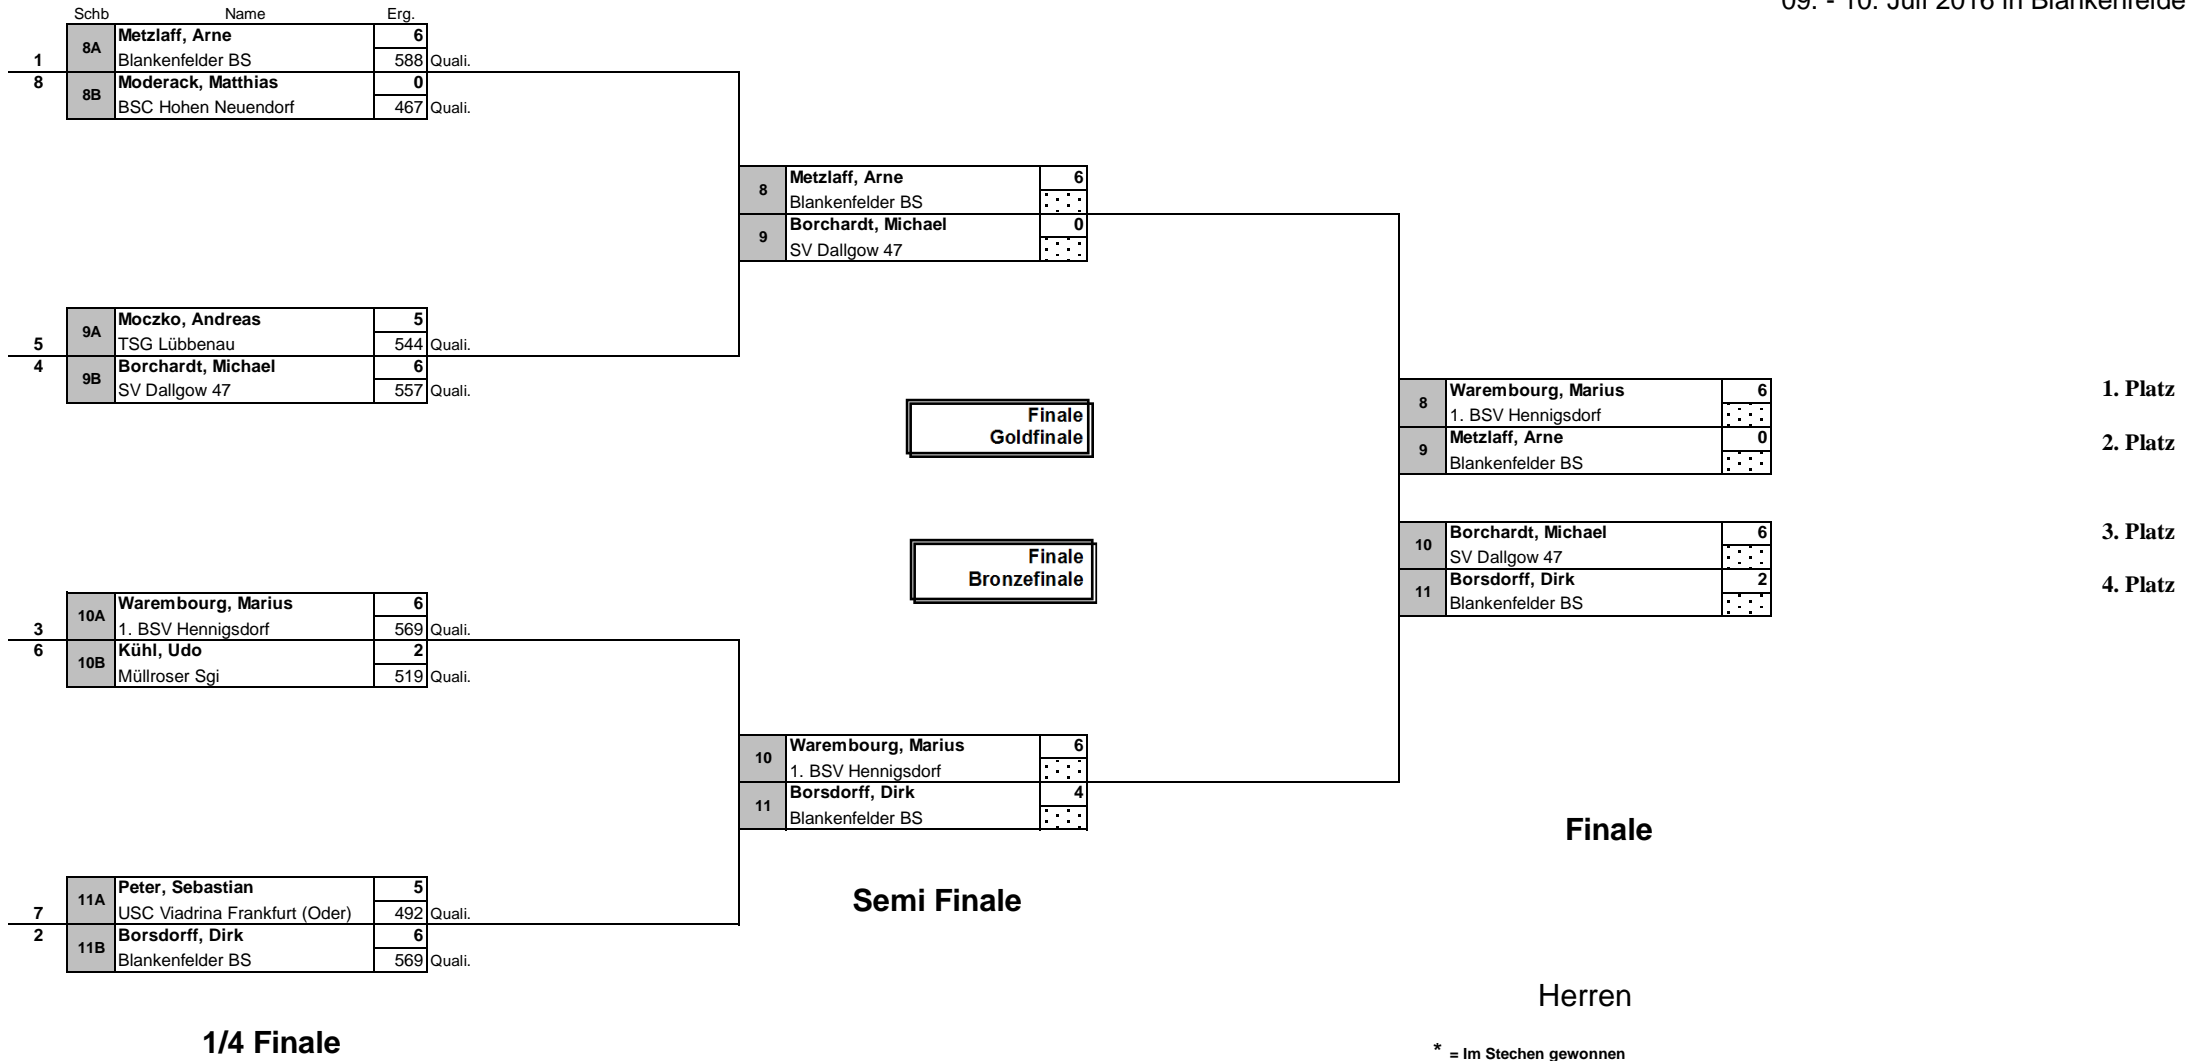 09. - 10. Juli 2016 in Blankenfelde
Schb Name Erg.
8A Metzlaff, Arne 6
1 Blankenfelder BS 588 Quali.
8 8B Moderack, Matthias 0
BSC Hohen Neuendorf 467 Quali.
8 Metzlaff, Arne 6
Blankenfelder BS
9 Borchardt, Michael 0
SV Dallgow 47
9A Moczko, Andreas 5
5 TSG Lübbenau 544 Quali.
4 9B Borchardt, Michael 6
SV Dallgow 47 557 Quali.
Finale
Goldfinale
8 Warembourg, Marius 6 1. Platz
1. BSV Hennigsdorf
9 Metzlaff, Arne 0 2. Platz
Blankenfelder BS
Finale
Bronzefinale
10 Borchardt, Michael 6 3. Platz
SV Dallgow 47
11 Borsdorff, Dirk 2 4. Platz
Blankenfelder BS
10A Warembourg, Marius 6
3 1. BSV Hennigsdorf 569 Quali.
6 10B Kühl, Udo 2
Müllroser Sgi 519 Quali.
10 Warembourg, Marius 6
1. BSV Hennigsdorf
11 Borsdorff, Dirk 4
Blankenfelder BS
Finale
11A Peter, Sebastian 5
7 USC Viadrina Frankfurt (Oder) 492 Quali.
2 11B Borsdorff, Dirk 6
Blankenfelder BS 569 Quali.
Semi Finale
Herren
1/4 Finale
* = Im Stechen gewonnen